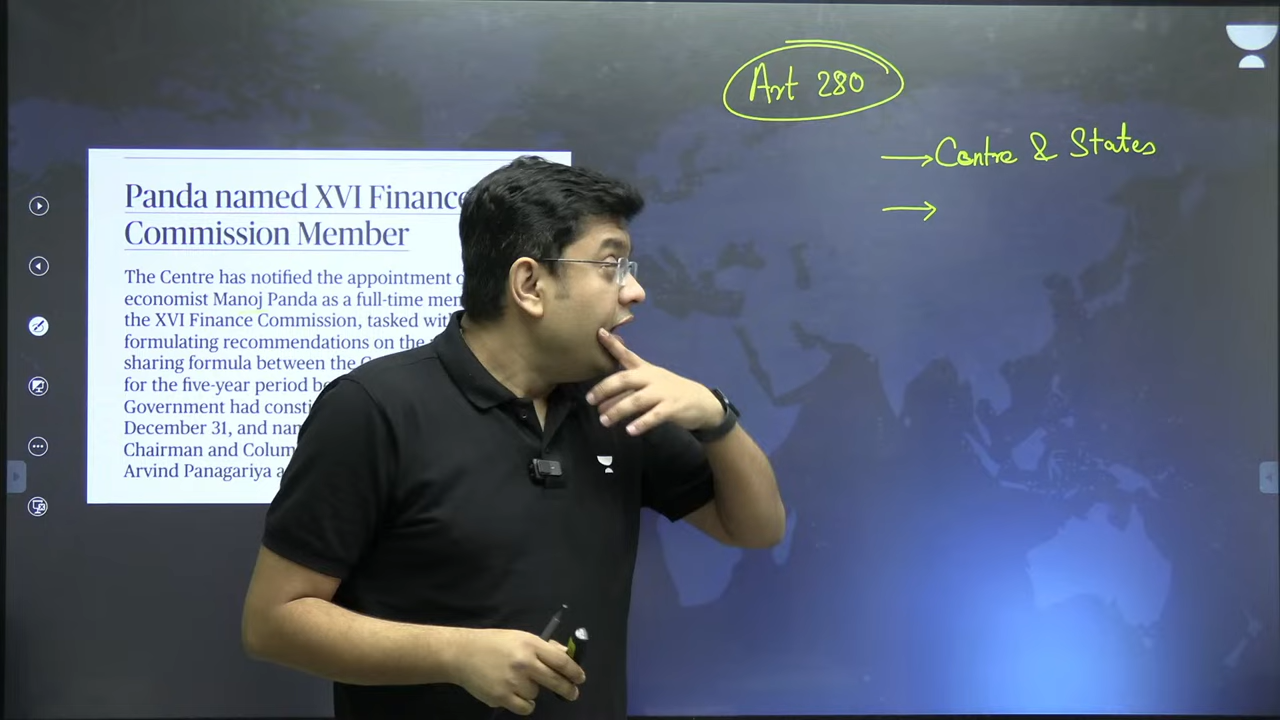 Art 280
→ Centre & States
→
Panda named XVI Finance
Commission Member
The Centre has notified the appointment
economist Manoj Panda as a full-time
the XVI Finance Commission, tasked
formulating recommendations on the
sharing formula between the
for the five-year period
Government had
December 31, and
Chairman and
Arvind Panagariya